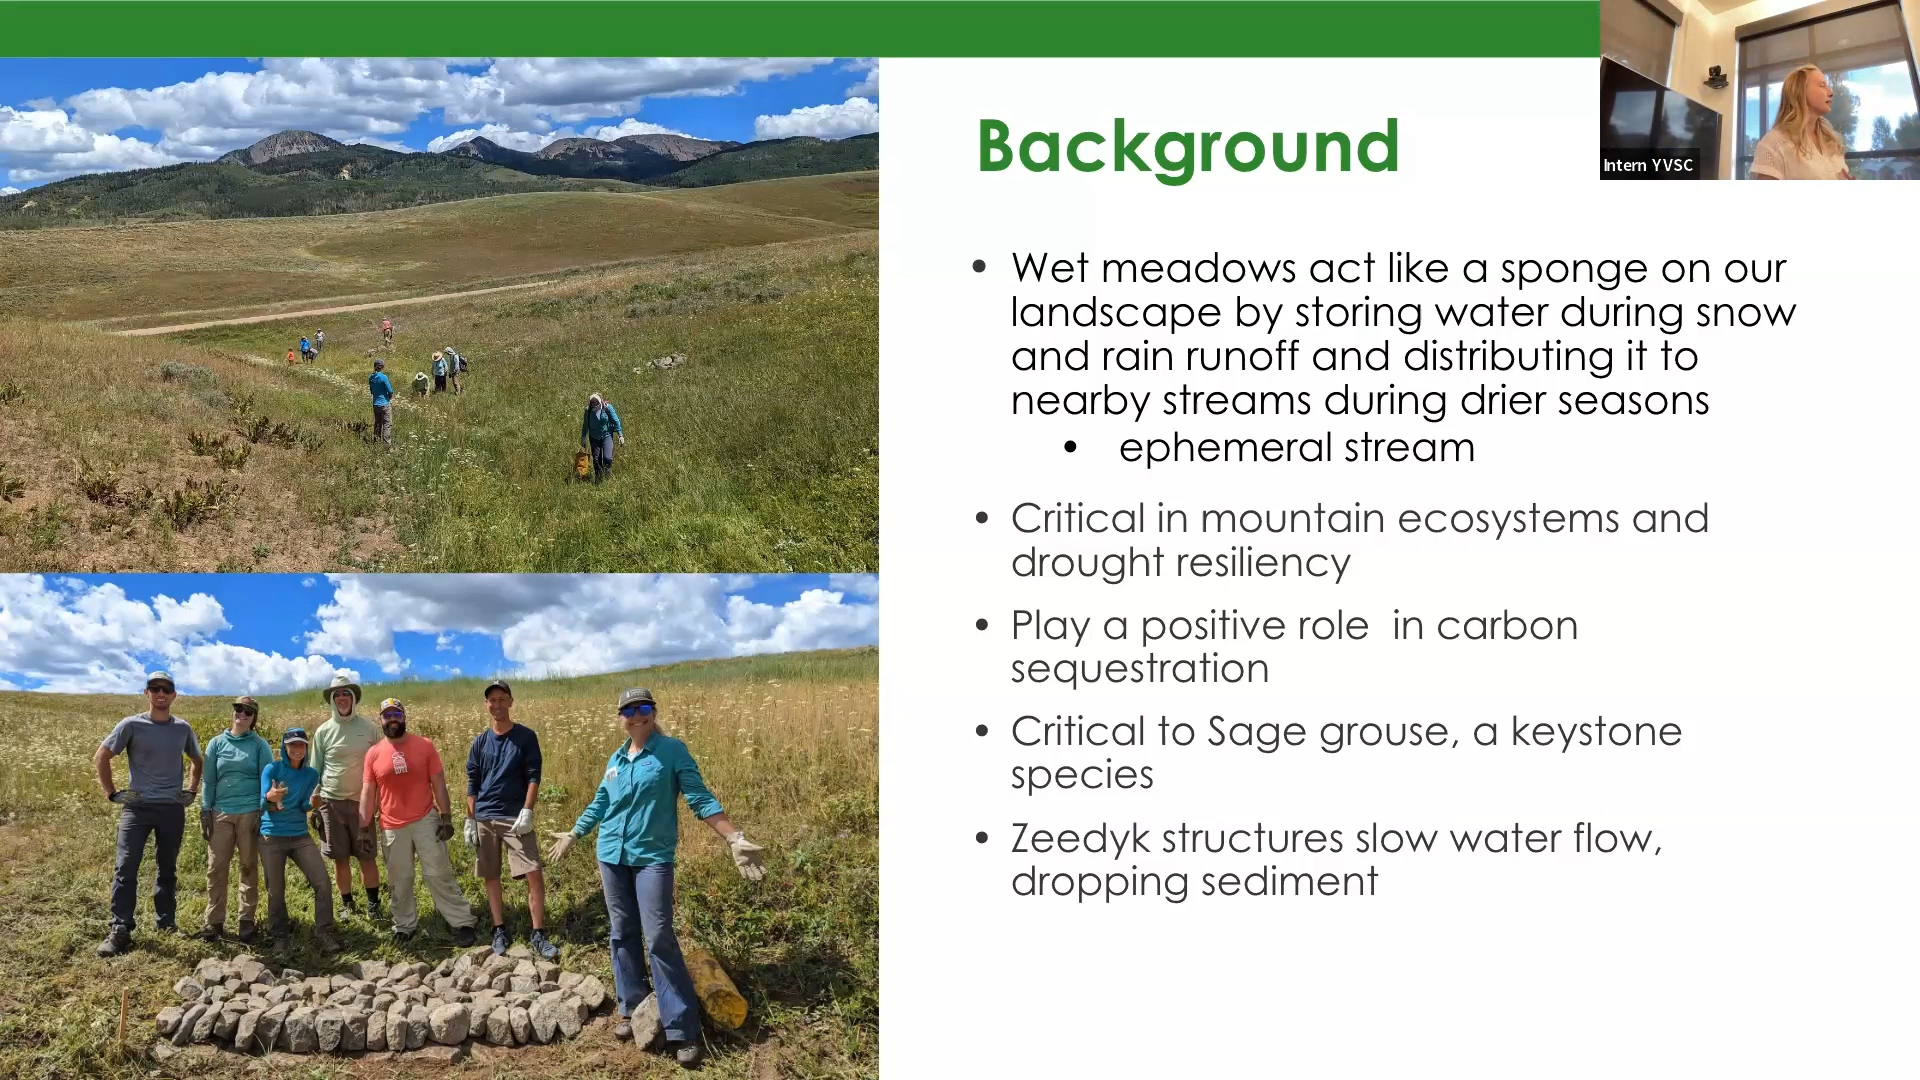 Background
Intern YVSC
• Wet meadows act like a sponge on our
landscape by storing water during snow
and rain runoff and distributing it to
nearby streams during drier seasons
• ephemeral stream
• Critical in mountain ecosystems and
drought resiliency
• Play a positive role  in carbon
sequestration
• Critical to Sage grouse, a keystone
species
• Zeedyk structures slow water flow,
dropping sediment